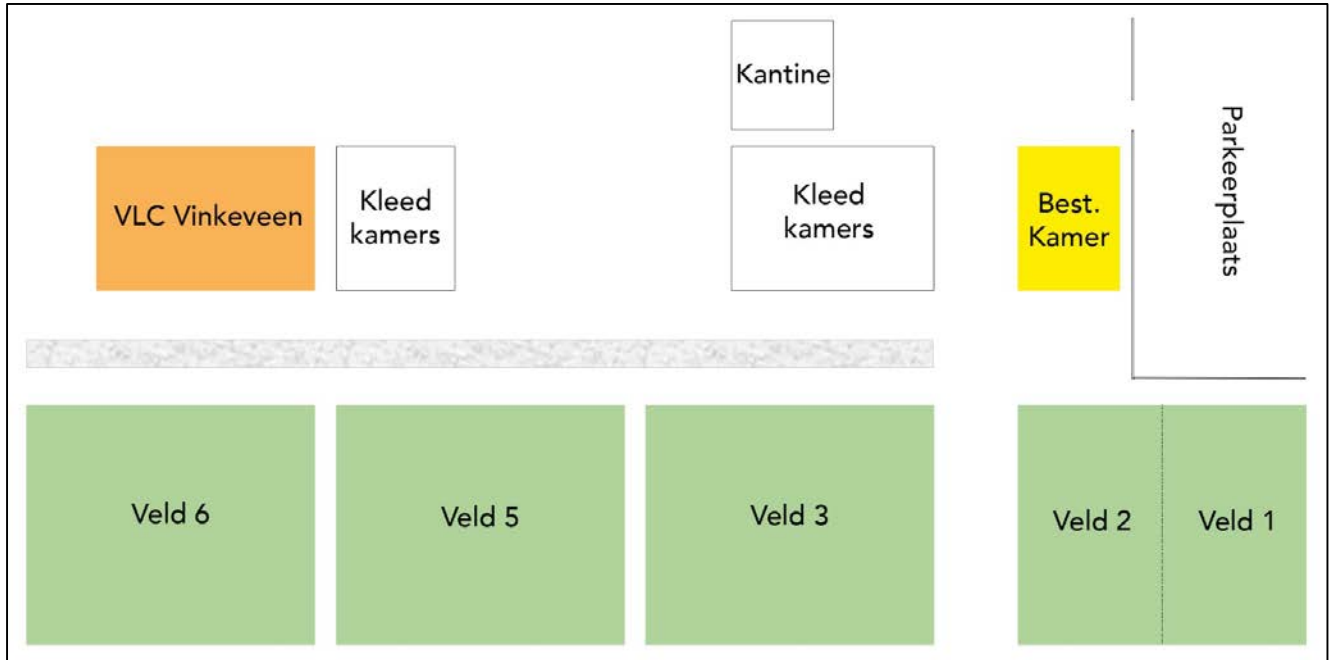 Kantine
Parkeerplaats
VLC Vinkeveen
Kleed
kamers
Kleed
kamers
Best.
Kamer
Veld 6
Veld 5
Veld 3
Veld 2
Veld 1